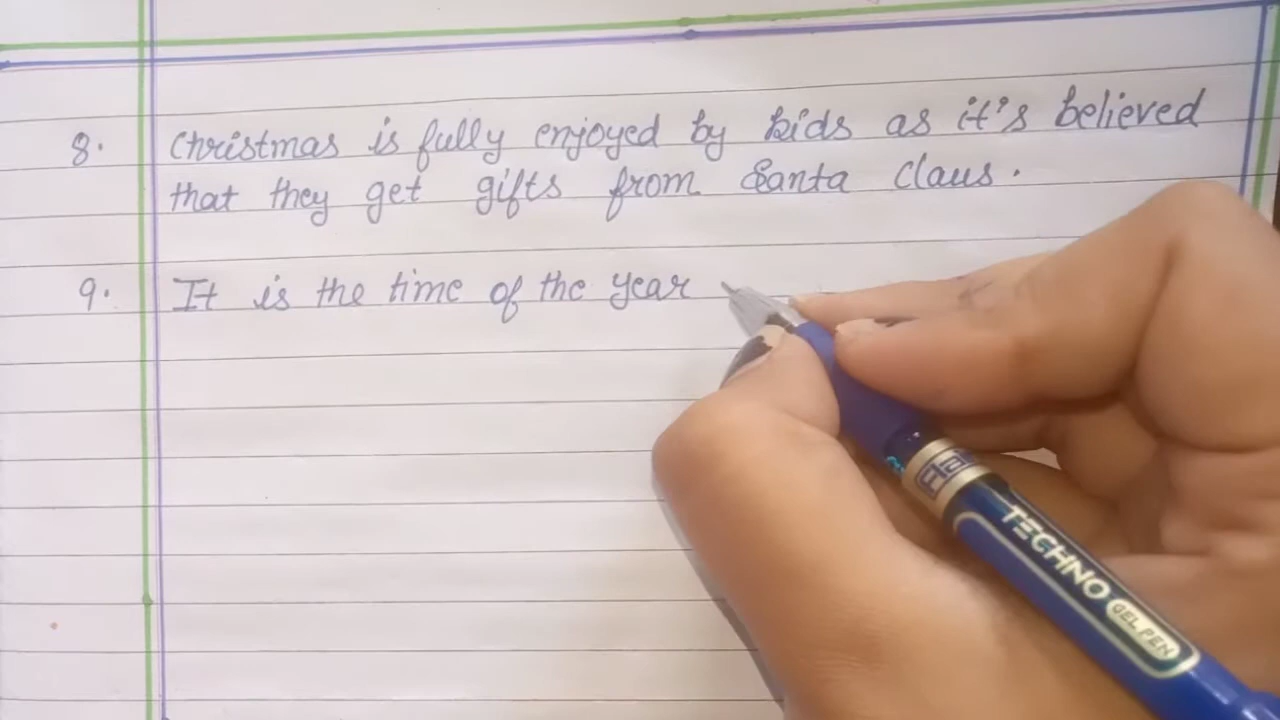 8. Christmas is fully enjoyed by kids as it's believed
that they get gifts from Santa Claus.
9. It is the time of the year
TECHNO
GEL PEN